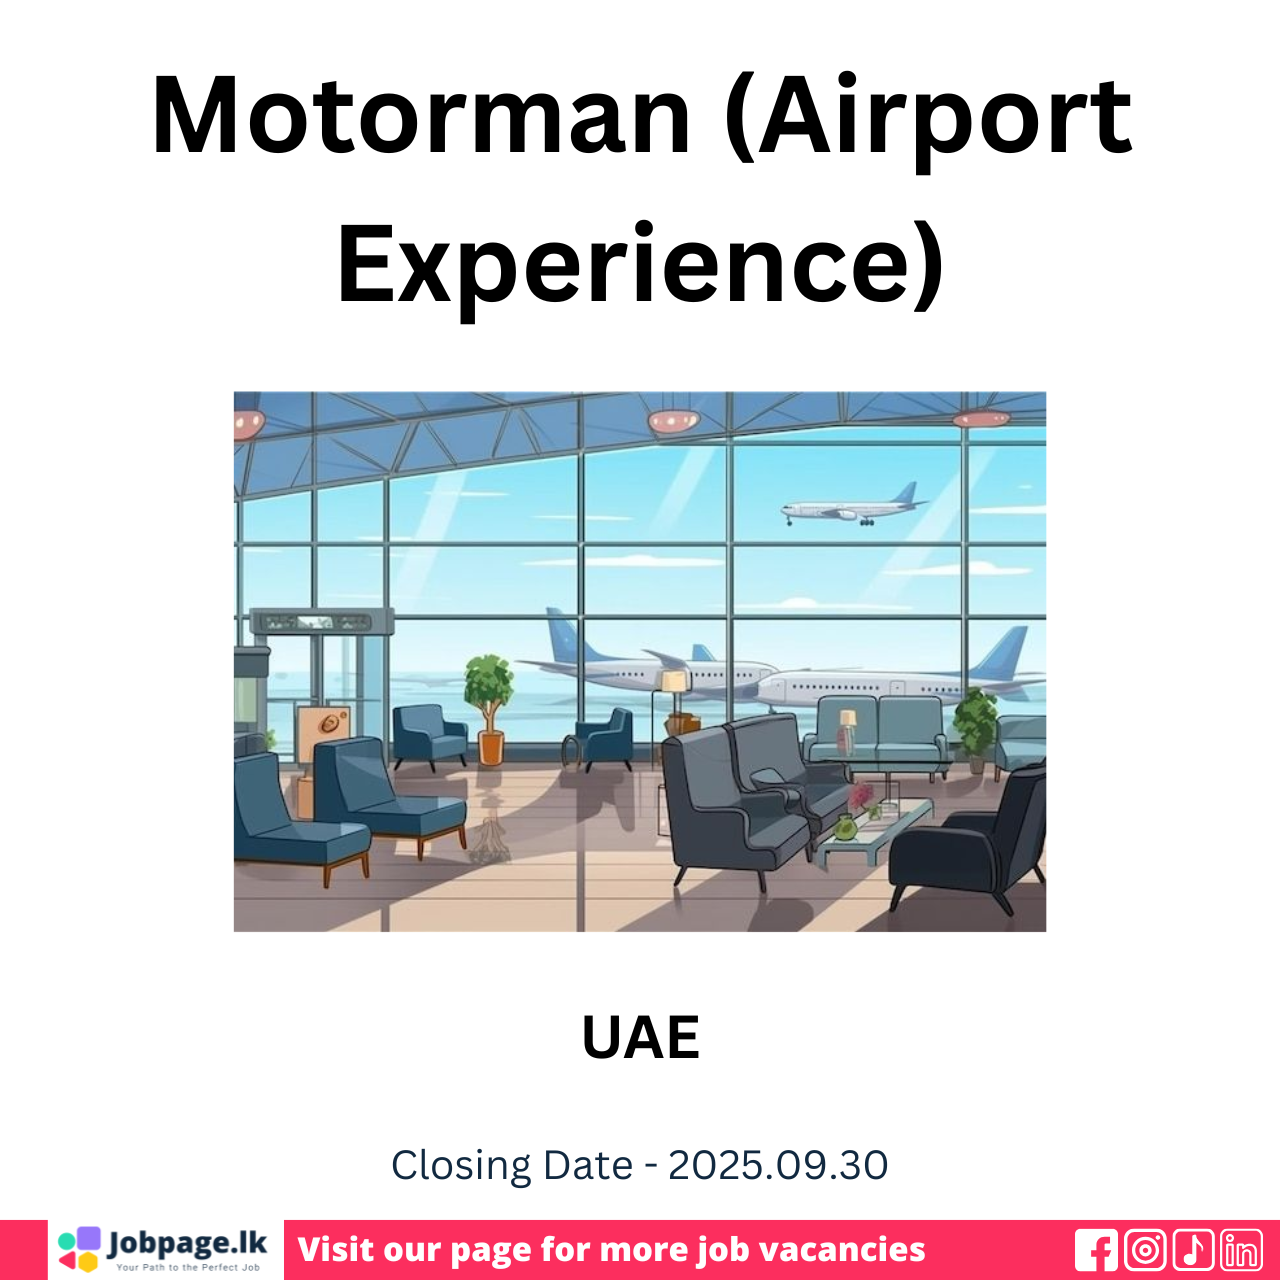 Motorman (Airport
Experience)
UAE
Closing Date - 2025.09.30
Jobpage.lk
Your Path to the Perfect Job
Visit our page for more job vacancies